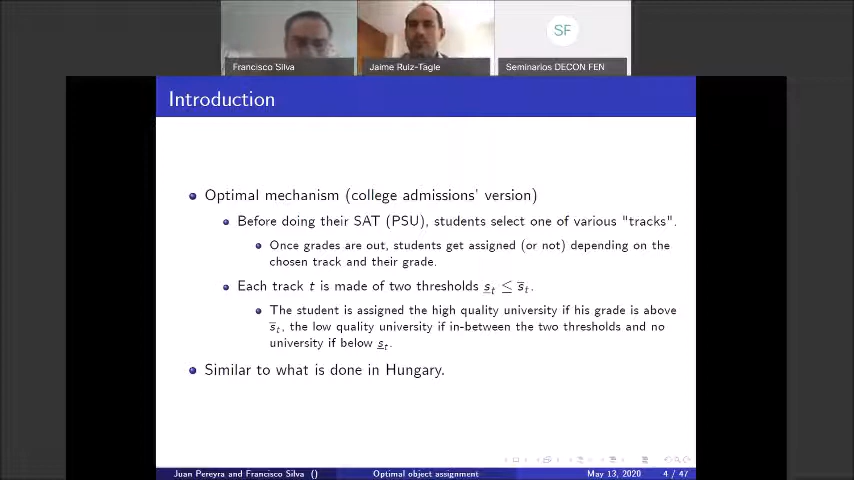 SF
Francisco Silva
Jaime Ruiz-Tagle
Seminarios DECON FEN
Introduction
Optimal mechanism (college admissions' version)
Before doing their SAT (PSU), students select one of various "tracks".
Once grades are out, students get assigned (or not) depending on the
chosen track and their grade.
Each track t is made of two thresholds s̲ₜ ≤ s̅ₜ.
The student is assigned the high quality university if his grade is above
s̅ₜ, the low quality university if in-between the two thresholds and no
university if below s̲ₜ.
Similar to what is done in Hungary.
Juan Pereyra and Francisco Silva ()
Optimal object assignment
May 13, 2020
4 / 47